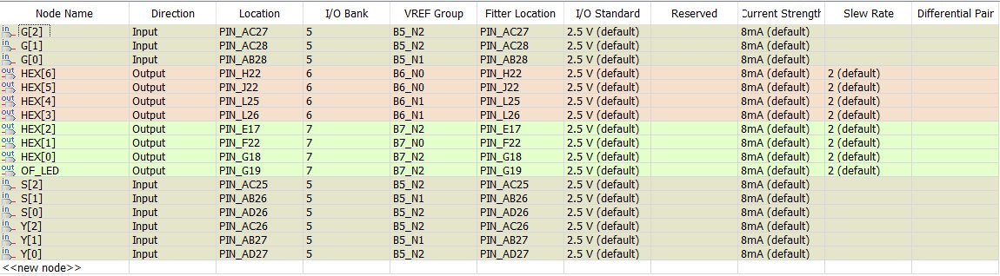 Node Name Direction Location I/O Bank VREF Group Fitter Location I/O Standard Reserved Current Strength Slew Rate Differential Pair
in G[2] Input PIN_AC27 5 B5_N2 PIN_AC27 2.5 V (default) 8mA (default)
in G[1] Input PIN_AC28 5 B5_N2 PIN_AC28 2.5 V (default) 8mA (default)
in G[0] Input PIN_AB28 5 B5_N1 PIN_AB28 2.5 V (default) 8mA (default)
out HEX[6] Output PIN_H22 6 B6_N0 PIN_H22 2.5 V (default) 8mA (default) 2 (default)
out HEX[5] Output PIN_J22 6 B6_N0 PIN_J22 2.5 V (default) 8mA (default) 2 (default)
out HEX[4] Output PIN_L25 6 B6_N1 PIN_L25 2.5 V (default) 8mA (default) 2 (default)
out HEX[3] Output PIN_L26 6 B6_N1 PIN_L26 2.5 V (default) 8mA (default) 2 (default)
out HEX[2] Output PIN_E17 7 B7_N2 PIN_E17 2.5 V (default) 8mA (default) 2 (default)
out HEX[1] Output PIN_F22 7 B7_N0 PIN_F22 2.5 V (default) 8mA (default) 2 (default)
out HEX[0] Output PIN_G18 7 B7_N2 PIN_G18 2.5 V (default) 8mA (default) 2 (default)
out OF_LED Output PIN_G19 7 B7_N2 PIN_G19 2.5 V (default) 8mA (default) 2 (default)
in S[2] Input PIN_AC25 5 B5_N2 PIN_AC25 2.5 V (default) 8mA (default)
in S[1] Input PIN_AB26 5 B5_N1 PIN_AB26 2.5 V (default) 8mA (default)
in S[0] Input PIN_AD26 5 B5_N2 PIN_AD26 2.5 V (default) 8mA (default)
in Y[2] Input PIN_AC26 5 B5_N2 PIN_AC26 2.5 V (default) 8mA (default)
in Y[1] Input PIN_AB27 5 B5_N1 PIN_AB27 2.5 V (default) 8mA (default)
in Y[0] Input PIN_AD27 5 B5_N2 PIN_AD27 2.5 V (default) 8mA (default)
<<new node>>